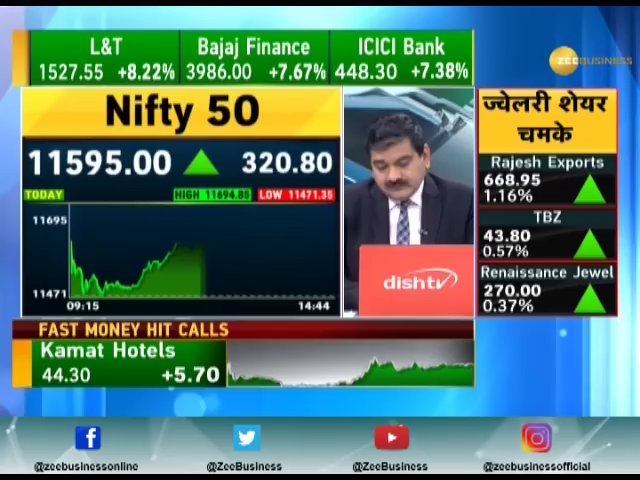 L&T
1527.55 +8.22%
Bajaj Finance
3986.00 +7.67%
ICICI Bank
448.30 +7.38%
ZEEBUSINESS
Nifty 50
11595.00 320.80
TODAY
HIGH 11694.85
LOW 11471.35
11695
11471
09:15
14:44
dishtv
ज्वेलरी शेयर
चमके
Rajesh Exports
668.95
1.16%
TBZ
43.80
0.57%
Renaissance Jewel
270.00
0.37%
FAST MONEY HIT CALLS
Kamat Hotels
44.30 +5.70
@zeebusinessonline
@ZeeBusiness
@ZeeBusiness
@zeebusinessofficial